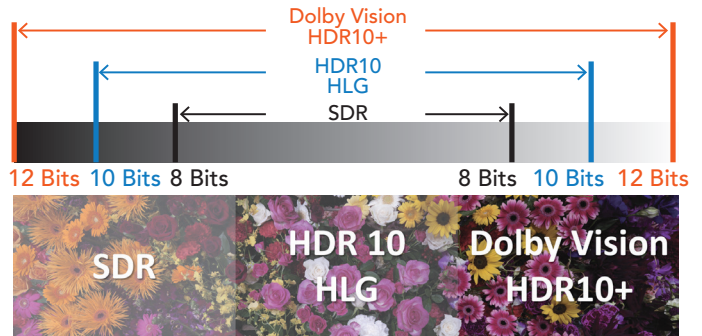 Dolby Vision
HDR10+
HDR10
HLG
SDR
12 Bits 10 Bits 8 Bits 8 Bits 10 Bits 12 Bits
SDR
HDR 10
HLG
Dolby Vision
HDR10+